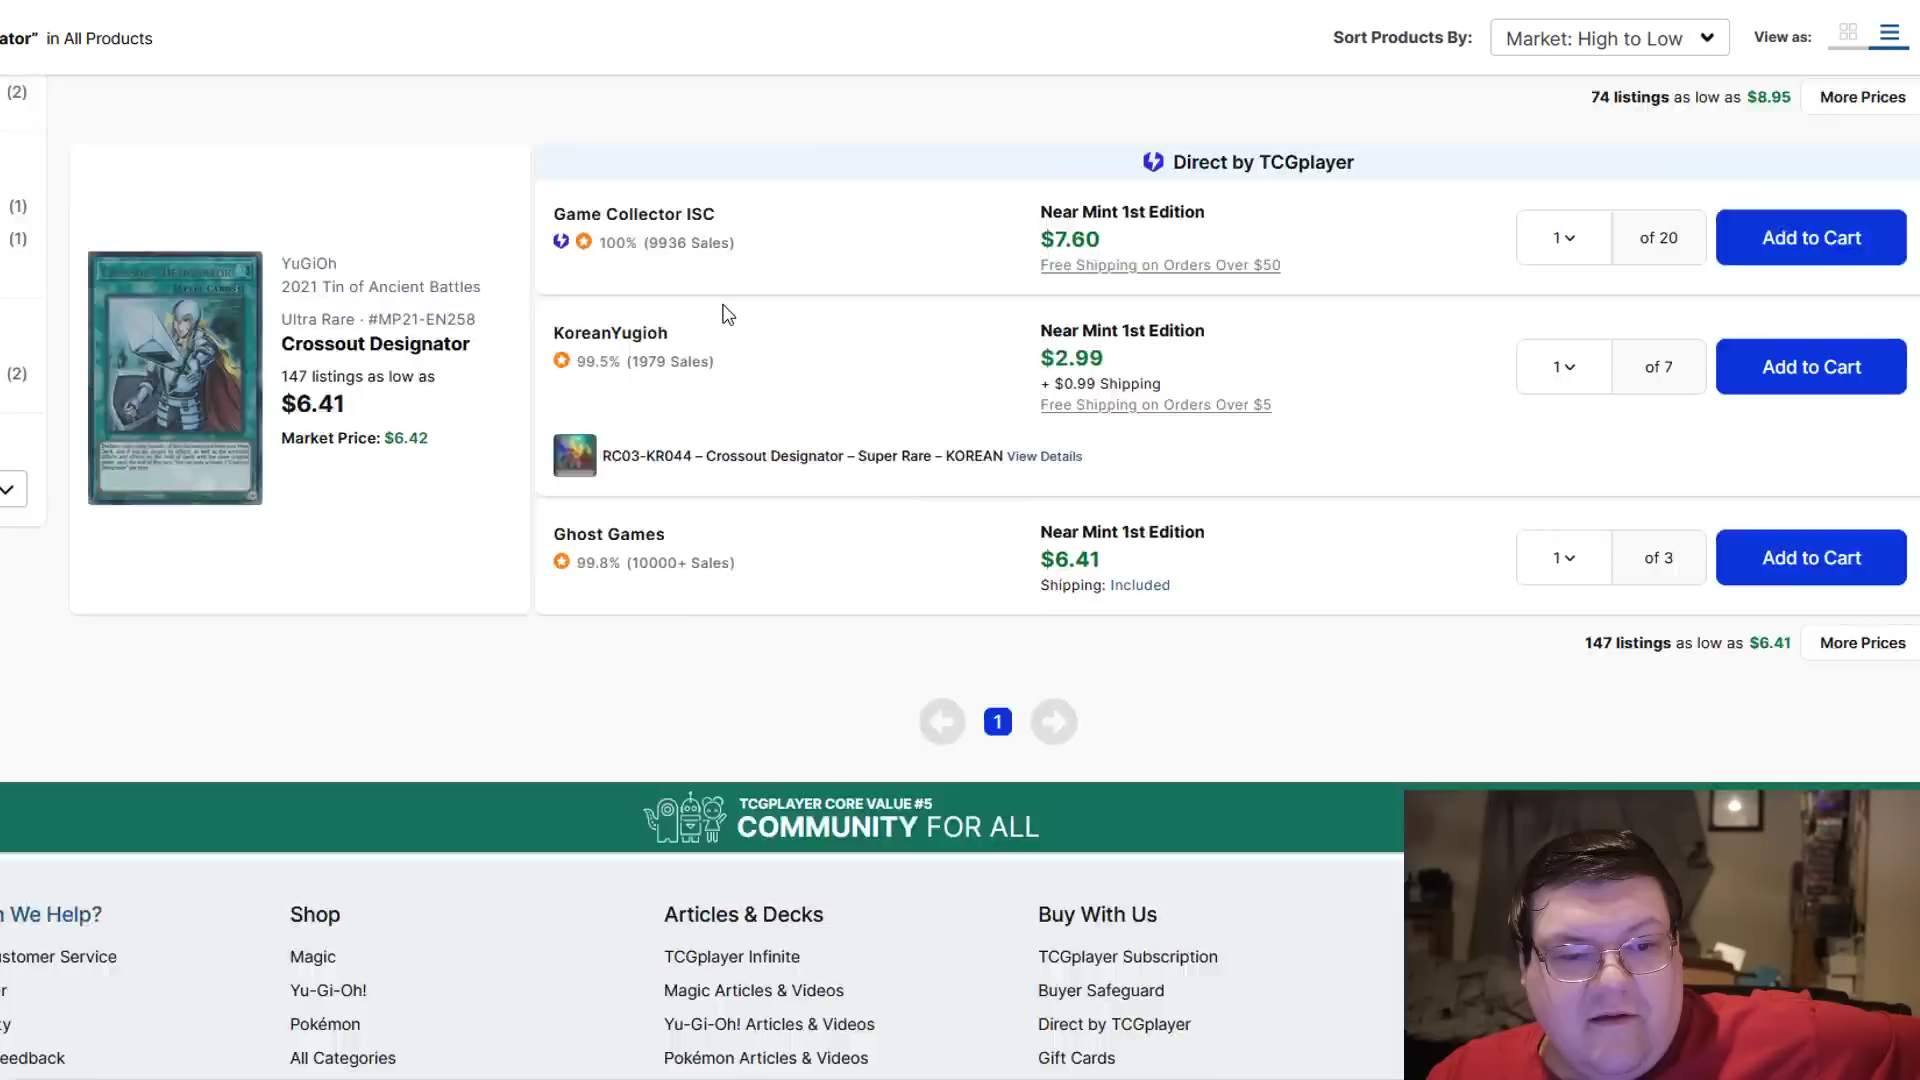 ator" in All Products
Sort Products By:
Market: High to Low
View as:
(2)
74 listings as low as $8.95
More Prices
Direct by TCGplayer
(1)
(1)
(2)
YuGiOh
2021 Tin of Ancient Battles
Ultra Rare · #MP21-EN258
Crossout Designator
147 listings as low as
$6.41
Market Price: $6.42
Game Collector ISC
100% (9936 Sales)
Near Mint 1st Edition
$7.60
Free Shipping on Orders Over $50
1
of 20
Add to Cart
KoreanYugioh
99.5% (1979 Sales)
Near Mint 1st Edition
$2.99
+ $0.99 Shipping
Free Shipping on Orders Over $5
1
of 7
Add to Cart
RC03-KR044 – Crossout Designator – Super Rare – KOREAN View Details
Ghost Games
99.8% (10000+ Sales)
Near Mint 1st Edition
$6.41
Shipping: Included
1
of 3
Add to Cart
147 listings as low as $6.41
More Prices
1
TCGPLAYER CORE VALUE #5
COMMUNITY FOR ALL
n We Help?
ustomer Service
r
ty
eedback
Shop
Magic
Yu-Gi-Oh!
Pokémon
All Categories
Articles & Decks
TCGplayer Infinite
Magic Articles & Videos
Yu-Gi-Oh! Articles & Videos
Pokémon Articles & Videos
Buy With Us
TCGplayer Subscription
Buyer Safeguard
Direct by TCGplayer
Gift Cards